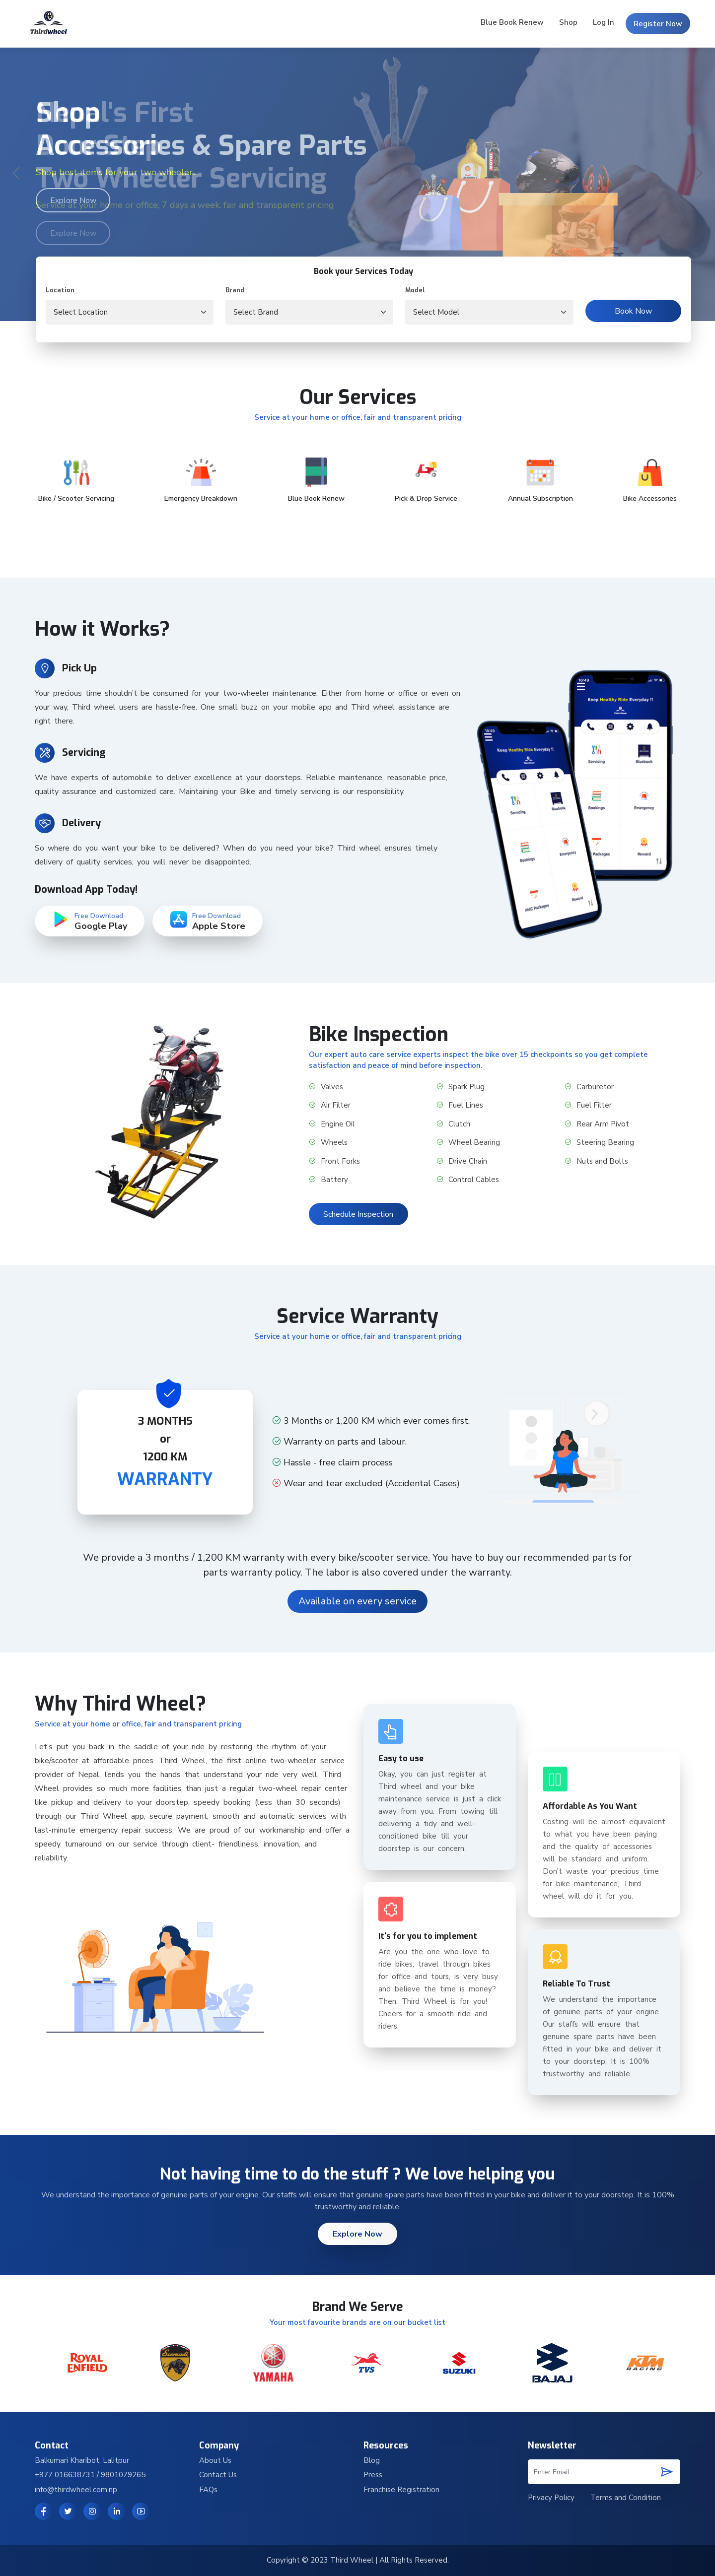 Thirdwheel
Blue Book Renew
Shop
Log In
Register Now
Shop
Accessories & Spare Parts
Shop best items for your two wheeler.
Explore Now
Nepal's First
Two Wheeler Servicing
Service at your home or office, 7 days a week, fair and transparent pricing
Explore Now
Book your Services Today
Location
Brand
Model
Select Location
Select Brand
Select Model
Book Now
Our Services
Service at your home or office, fair and transparent pricing
Bike / Scooter Servicing
Emergency Breakdown
Blue Book Renew
Pick & Drop Service
Annual Subscription
Bike Accessories
How it Works?
Pick Up
Your precious time shouldn't be consumed for your two-wheeler maintenance. Either from home or office or even on
your way, Third wheel users are hassle-free. One small buzz on your mobile app and Third wheel assistance are
right there.
Servicing
We have experts of automobile to deliver excellence at your doorsteps. Reliable maintenance, reasonable price,
quality assurance and customized care. Maintaining your Bike and timely servicing is our responsibility.
Delivery
So where do you want your bike to be delivered? When do you need your bike? Third wheel ensures timely
delivery of quality services, you will never be disappointed.
Download App Today!
Free Download
Google Play
Free Download
Apple Store
Keep Healthy Ride Everyday !!
Servicing
Bluebook
Bookings
Emergency
Packages
Reward
Keep Healthy Ride Everyday !!
Servicing
Bluebook
Bookings
Emergency
AMC Packages
Reward
Bike Inspection
Our expert auto care service experts inspect the bike over 15 checkpoints so you get complete
satisfaction and peace of mind before inspection.
Valves
Spark Plug
Carburetor
Air Filter
Fuel Lines
Fuel Filter
Engine Oil
Clutch
Rear Arm Pivot
Wheels
Wheel Bearing
Steering Bearing
Front Forks
Drive Chain
Nuts and Bolts
Battery
Control Cables
Schedule Inspection
Service Warranty
Service at your home or office, fair and transparent pricing
3 MONTHS
or
1200 KM
WARRANTY
3 Months or 1,200 KM which ever comes first.
Warranty on parts and labour.
Hassle - free claim process
Wear and tear excluded (Accidental Cases)
We provide a 3 months / 1,200 KM warranty with every bike/scooter service. You have to buy our recommended parts for
parts warranty policy. The labor is also covered under the warranty.
Available on every service
Why Third Wheel?
Service at your home or office, fair and transparent pricing
Let's put you back in the saddle of your ride by restoring the rhythm of your
bike/scooter at affordable prices. Third Wheel, the first online two-wheeler service
provider of Nepal, lends you the hands that understand your ride very well. Third
Wheel provides so much more facilities than just a regular two-wheel repair center
like pickup and delivery to your doorstep, speedy booking (less than 30 seconds)
through our Third Wheel app, secure payment, smooth and automatic services with
last-minute emergency repair success. We are proud of our workmanship and offer a
speedy turnaround on our service through client- friendliness, innovation, and
reliability.
Easy to use
Okay, you can just register at
Third wheel and your bike
maintenance service is just a click
away from you. From towing till
delivering a tidy and well-
conditioned bike till your
doorstep is our concern.
It's for you to implement
Are you the one who love to
ride bikes, travel through bikes
for office and tours, is very busy
and believe the time is money?
Then, Third Wheel is for you!
Cheers for a smooth ride and
riders.
Affordable As You Want
Costing will be almost equivalent
to what you have been paying
and the quality of accessories
will be standard and uniform.
Don't waste your precious time
for bike maintenance, Third
wheel will do it for you.
Reliable To Trust
We understand the importance
of genuine parts of your engine.
Our staffs will ensure that
genuine spare parts have been
fitted in your bike and deliver it
to your doorstep. It is 100%
trustworthy and reliable.
Not having time to do the stuff ? We love helping you
We understand the importance of genuine parts of your engine. Our staffs will ensure that genuine spare parts have been fitted in your bike and deliver it to your doorstep. It is 100%
trustworthy and reliable.
Explore Now
Brand We Serve
Your most favourite brands are on our bucket list
ROYAL ENFIELD
YAMAHA
TVS
SUZUKI
BAJAJ
KTM RACING
Contact
Balkumari Kharibot, Lalitpur
+977 016638731 / 9801079265
info@thirdwheel.com.np
Company
About Us
Contact Us
FAQs
Resources
Blog
Press
Franchise Registration
Newsletter
Enter Email
Privacy Policy
Terms and Condition
Copyright © 2023 Third Wheel | All Rights Reserved.